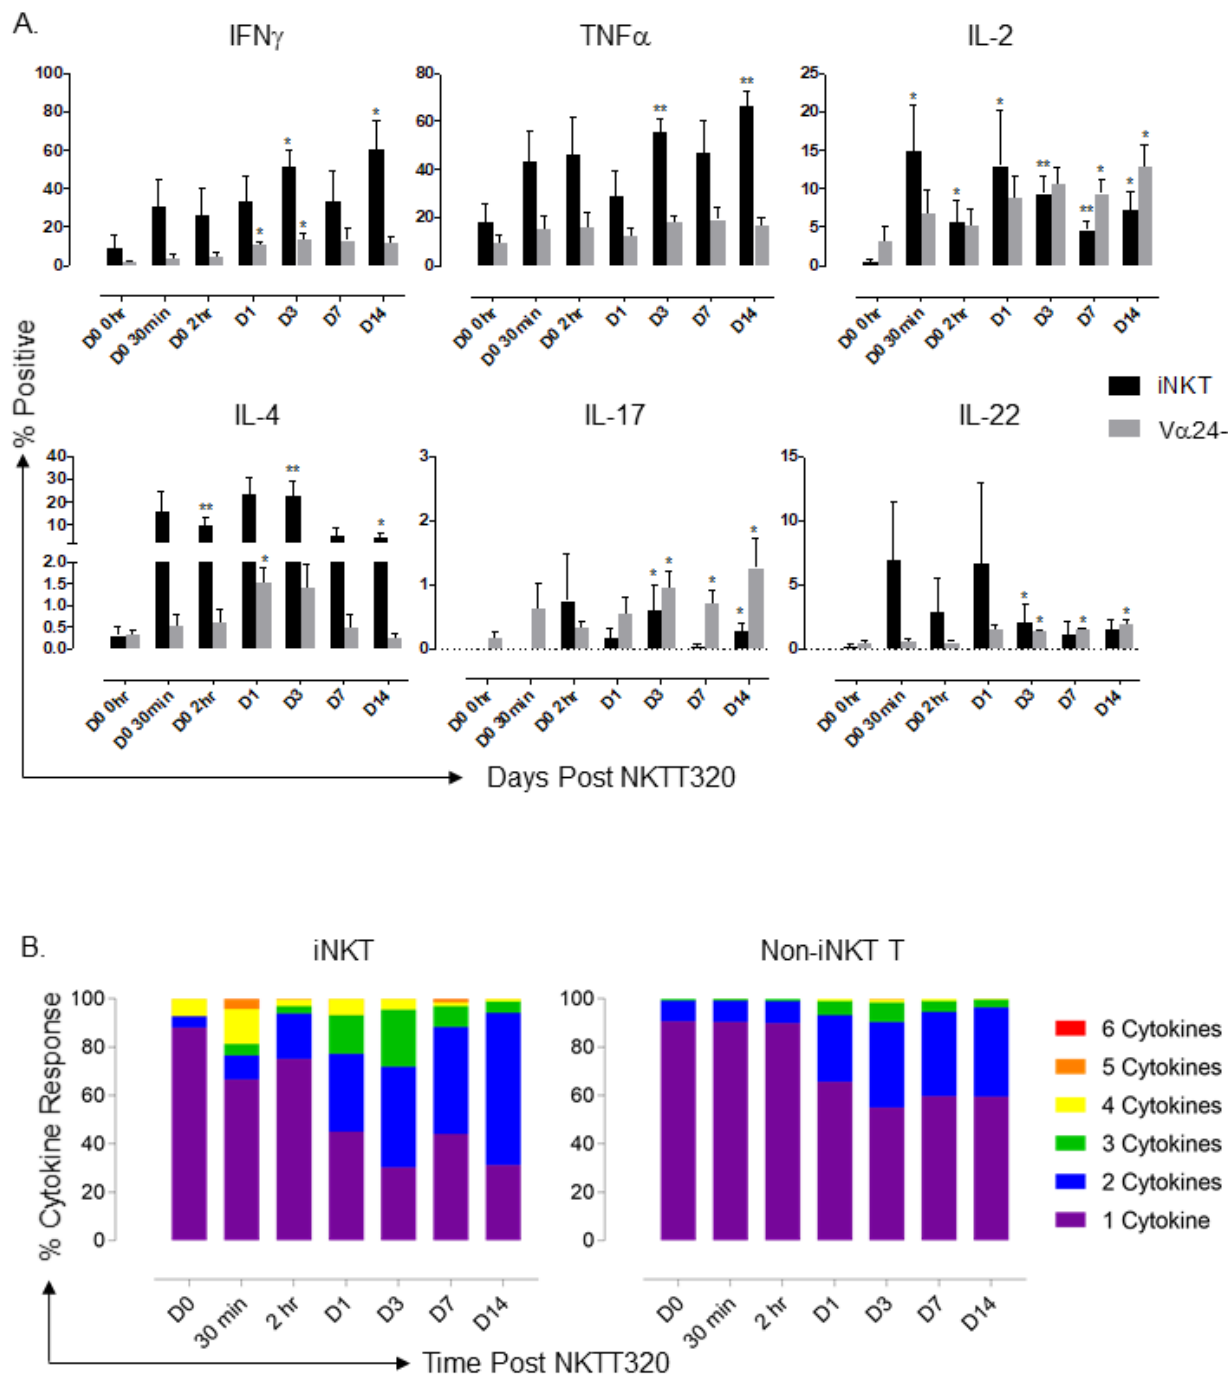 A.
IFNγ
TNFα
IL-2
100
80
60
40
20
0
80
60
40
20
0
25
20
15
10
5
0
* * * *
** **
* * * ** ** * * *
D0 0hr D0 30min D0 2hr D1 D3 D7 D14
D0 0hr D0 30min D0 2hr D1 D3 D7 D14
D0 0hr D0 30min D0 2hr D1 D3 D7 D14
iNKT
Vα24-
% Positive
IL-4
IL-17
IL-22
40
30
20
10
2.0
1.5
1.0
0.5
0.0
3
2
1
0
15
10
5
0
** * ** *
* * * * *
* * * *
D0 0hr D0 30min D0 2hr D1 D3 D7 D14
D0 0hr D0 30min D0 2hr D1 D3 D7 D14
D0 0hr D0 30min D0 2hr D1 D3 D7 D14
Days Post NKTT320
B.
iNKT
Non-iNKT T
% Cytokine Response
100
80
60
40
20
0
100
80
60
40
20
0
D0 30 min 2 hr D1 D3 D7 D14
D0 30 min 2 hr D1 D3 D7 D14
6 Cytokines
5 Cytokines
4 Cytokines
3 Cytokines
2 Cytokines
1 Cytokine
Time Post NKTT320